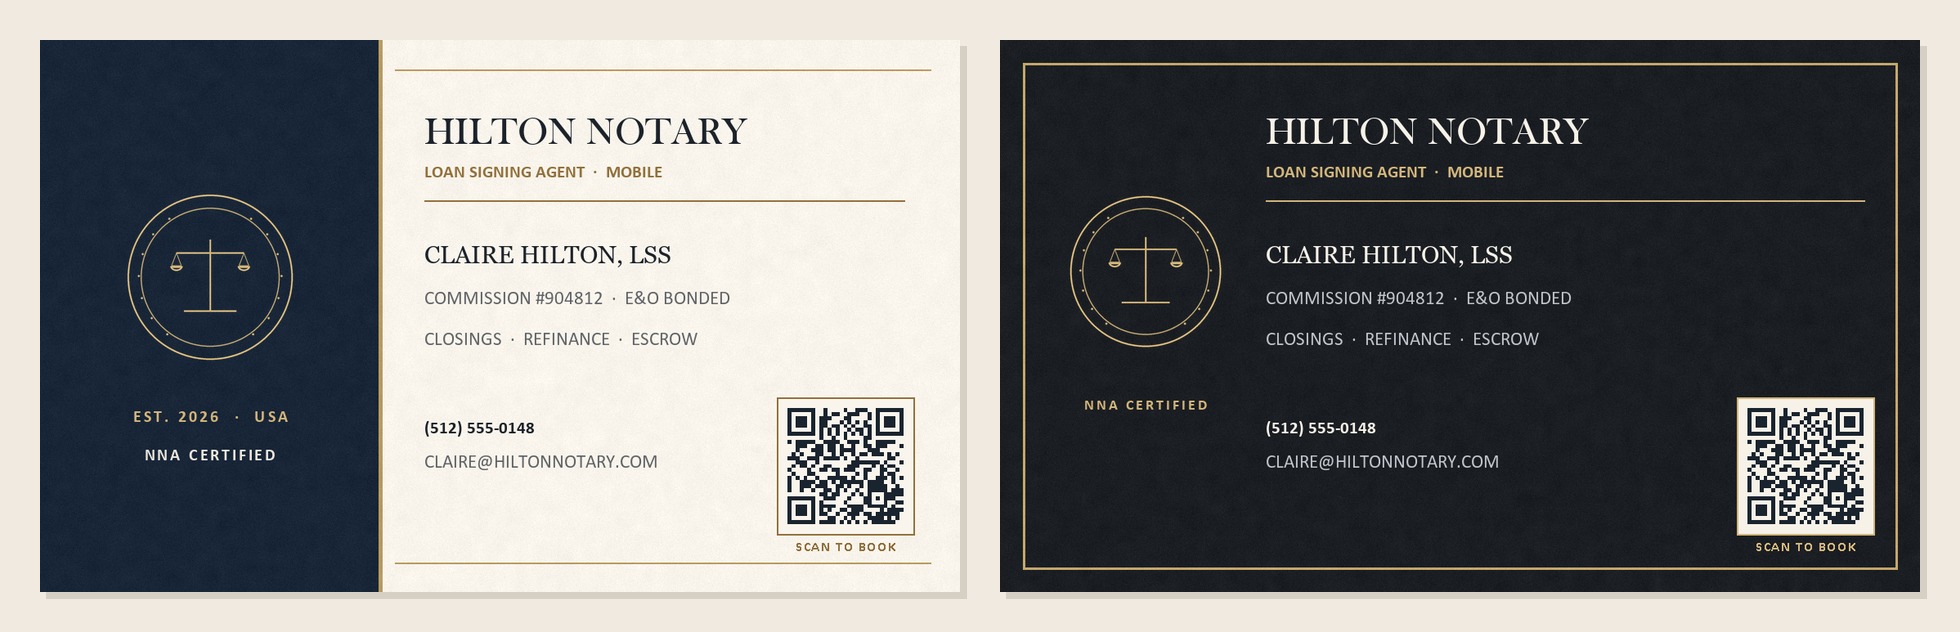 EST. 2026 · USA
NNA CERTIFIED
HILTON NOTARY
LOAN SIGNING AGENT · MOBILE
CLAIRE HILTON, LSS
COMMISSION #904812 · E&O BONDED
CLOSINGS · REFINANCE · ESCROW
(512) 555-0148
CLAIRE@HILTONNOTARY.COM
SCAN TO BOOK
NNA CERTIFIED
HILTON NOTARY
LOAN SIGNING AGENT · MOBILE
CLAIRE HILTON, LSS
COMMISSION #904812 · E&O BONDED
CLOSINGS · REFINANCE · ESCROW
(512) 555-0148
CLAIRE@HILTONNOTARY.COM
SCAN TO BOOK